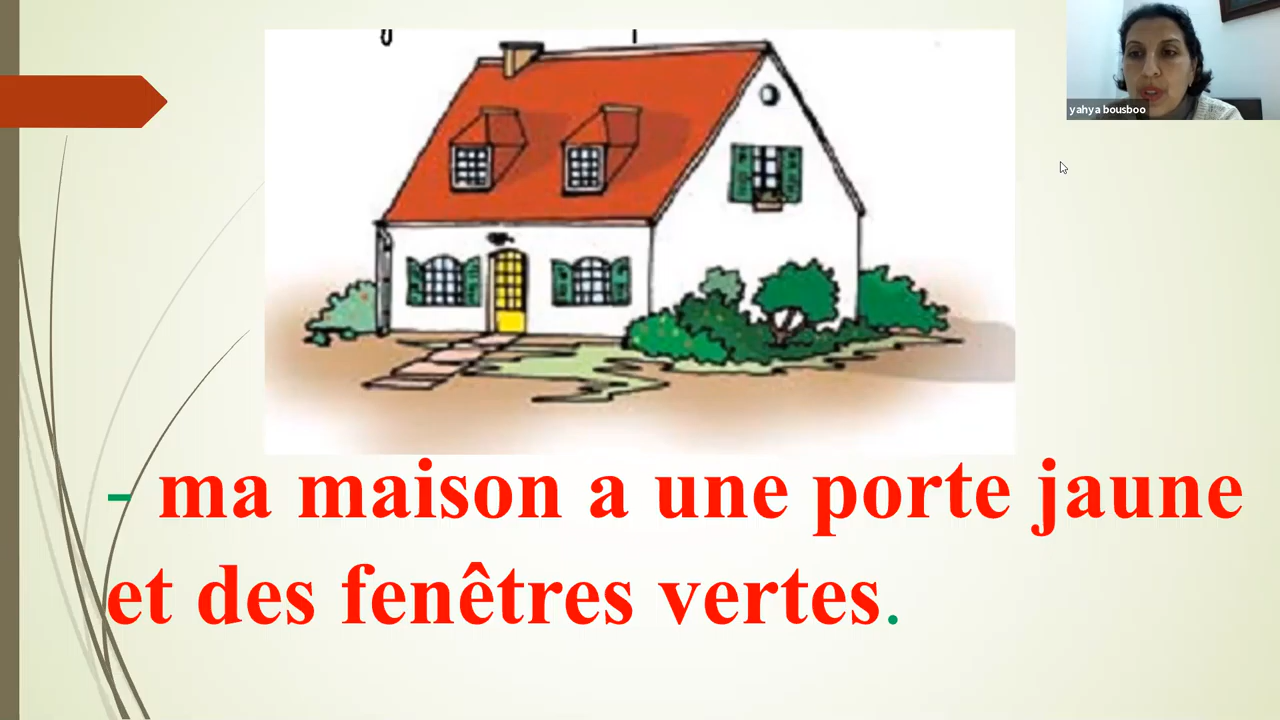 yahya bousboo
- ma maison a une porte jaune
et des fenêtres vertes.